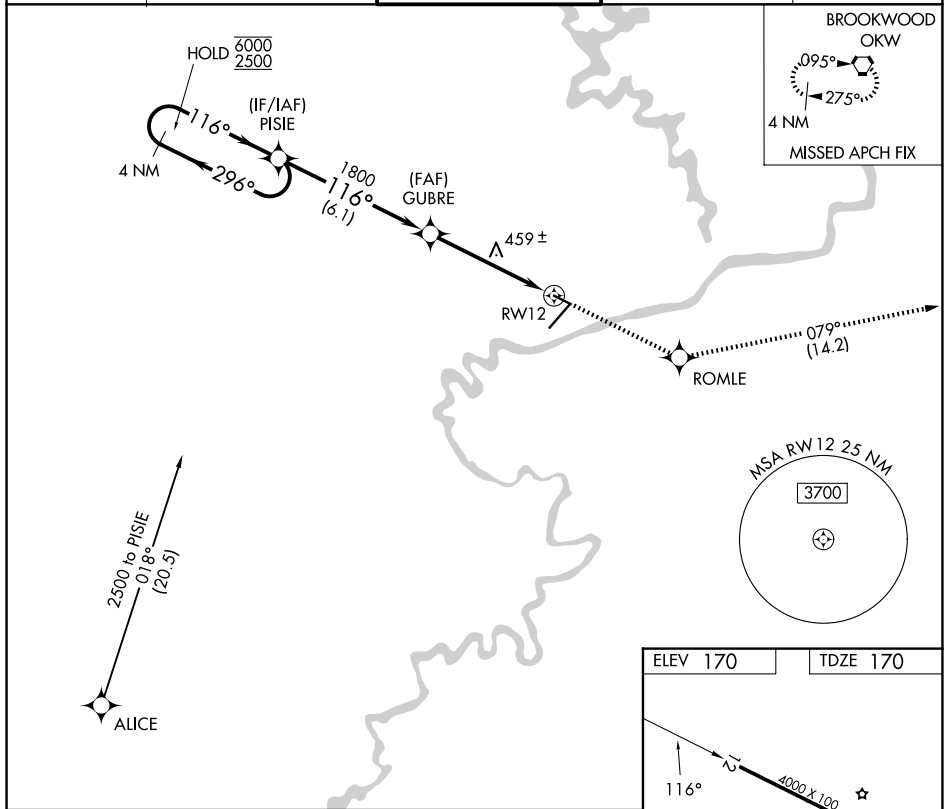 HOLD 6000
2500
116°
(IF/IAF)
PISIE
4 NM
296°
1800
116°
(6.1)
(FAF)
GUBRE
459 ±
RW12
079°
(14.2)
ROMLE
BROOKWOOD
OKW
095°
275°
4 NM
MISSED APCH FIX
MSA RW12 25 NM
3700
2500 to PISIE
018°
(20.5)
ALICE
ELEV 170
TDZE 170
12
116°
4000 X 100